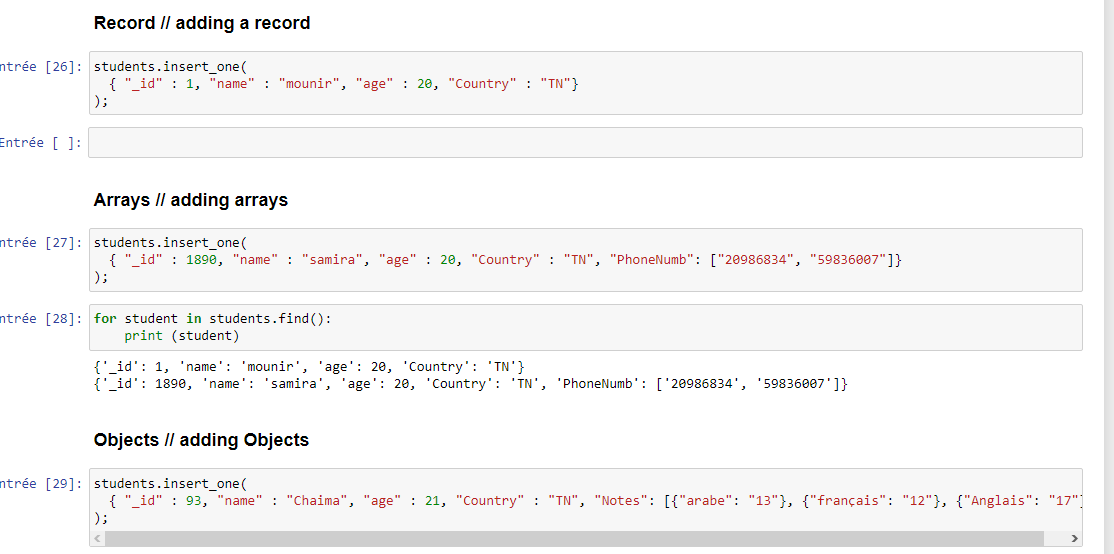 Record // adding a record
ntrée [26]:
students.insert_one(
{ "_id" : 1, "name" : "mounir", "age" : 20, "Country" : "TN"}
);
Entrée [ ]:
Arrays // adding arrays
ntrée [27]:
students.insert_one(
{ "_id" : 1890, "name" : "samira", "age" : 20, "Country" : "TN", "PhoneNumb": ["20986834", "59836007"]}
);
ntrée [28]:
for student in students.find():
print (student)
{'_id': 1, 'name': 'mounir', 'age': 20, 'Country': 'TN'}
{'_id': 1890, 'name': 'samira', 'age': 20, 'Country': 'TN', 'PhoneNumb': ['20986834', '59836007']}
Objects // adding Objects
ntrée [29]:
students.insert_one(
{ "_id" : 93, "name" : "Chaima", "age" : 21, "Country" : "TN", "Notes": [{"arabe": "13"}, {"français": "12"}, {"Anglais": "17"}
);